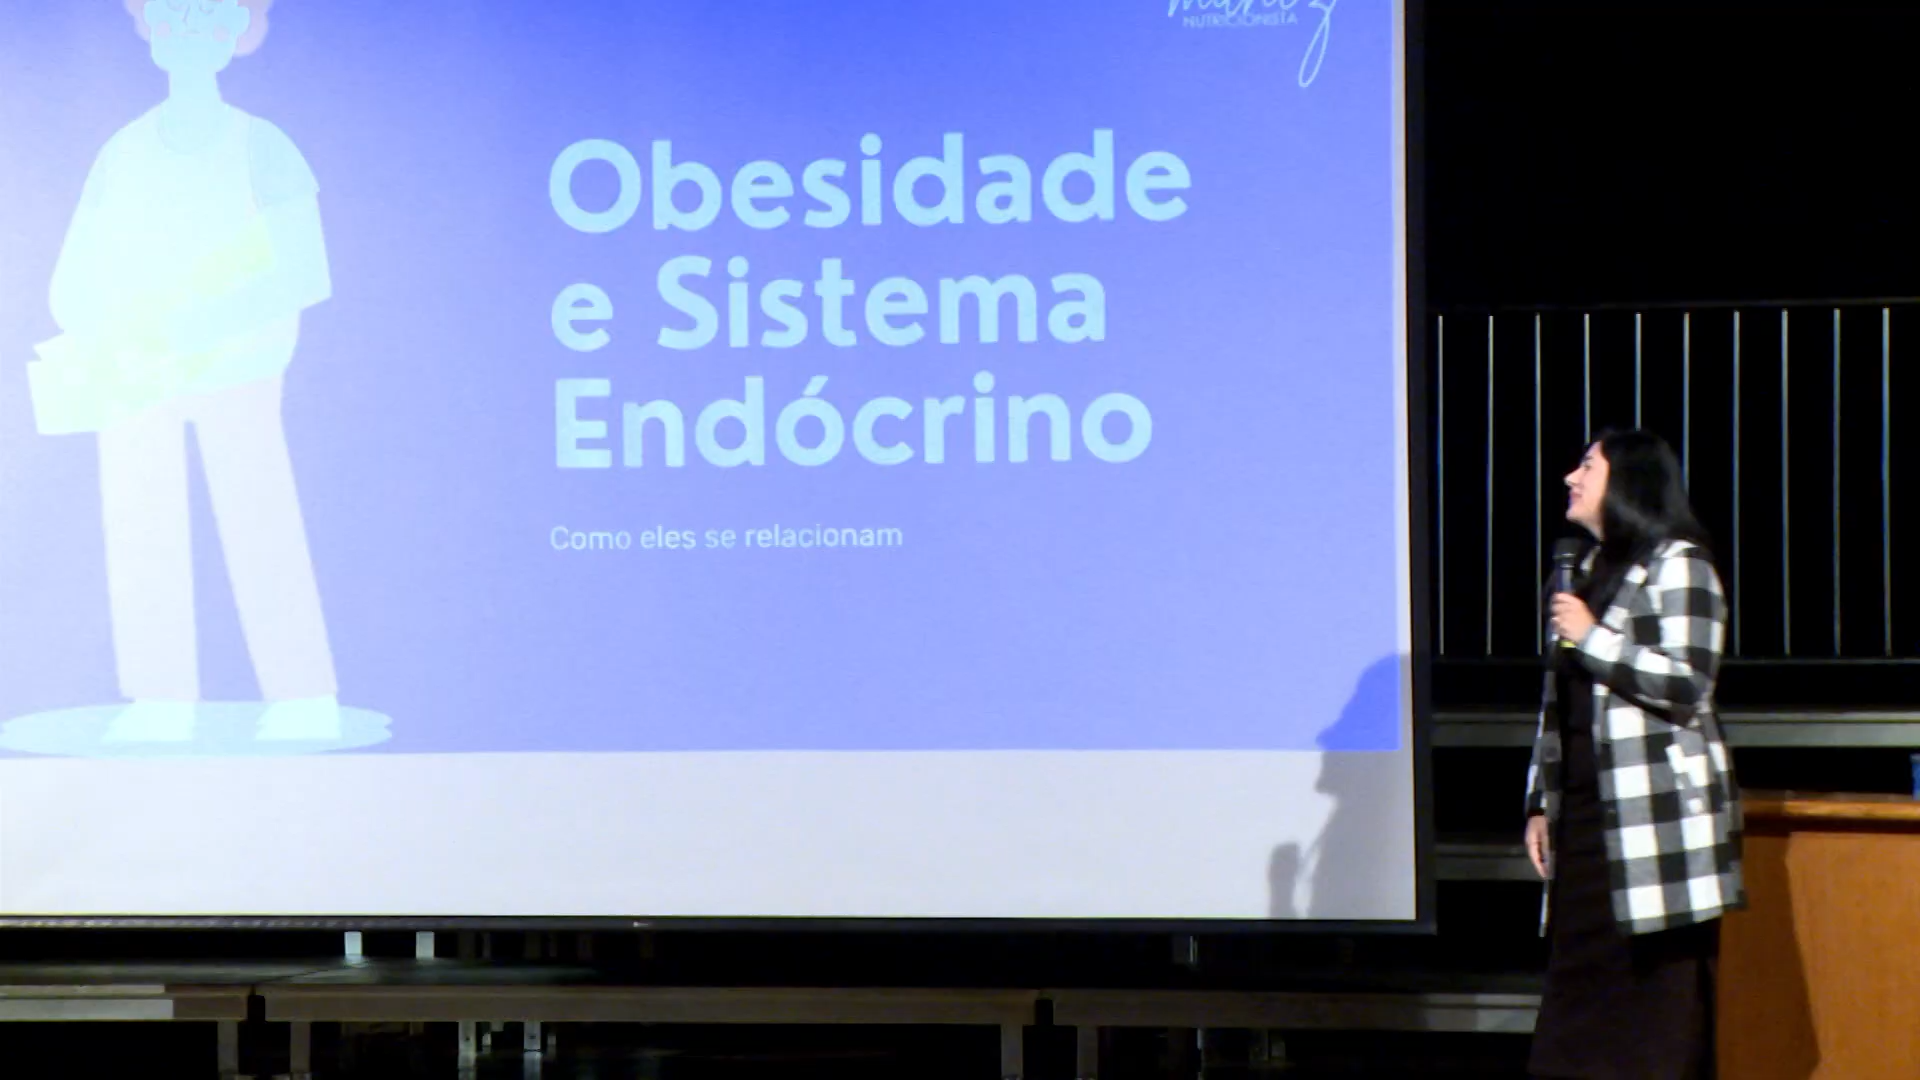 NUTRICIONISTA
Obesidade
e Sistema
Endócrino
Como eles se relacionam